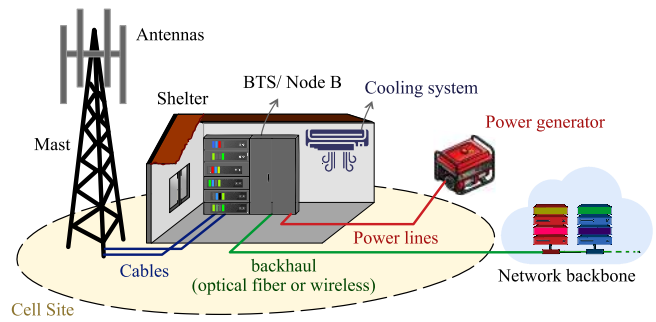 Antennas
BTS/ Node B
Cooling system
Shelter
Power generator
Mast
Power lines
Cables
backhaul
(optical fiber or wireless)
Network backbone
Cell Site